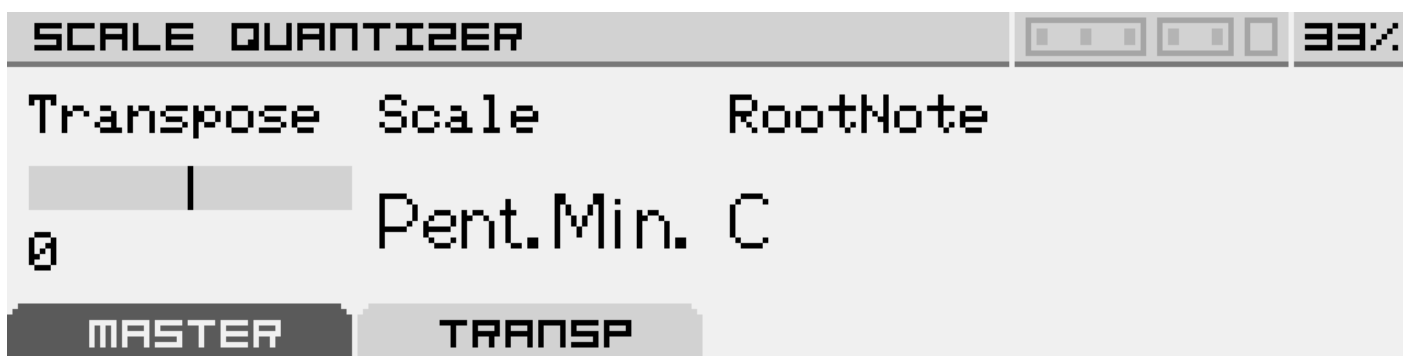 SCALE QUANTIZER 33%
Transpose Scale RootNote
Pent.Min. C
0
MASTER TRANSP